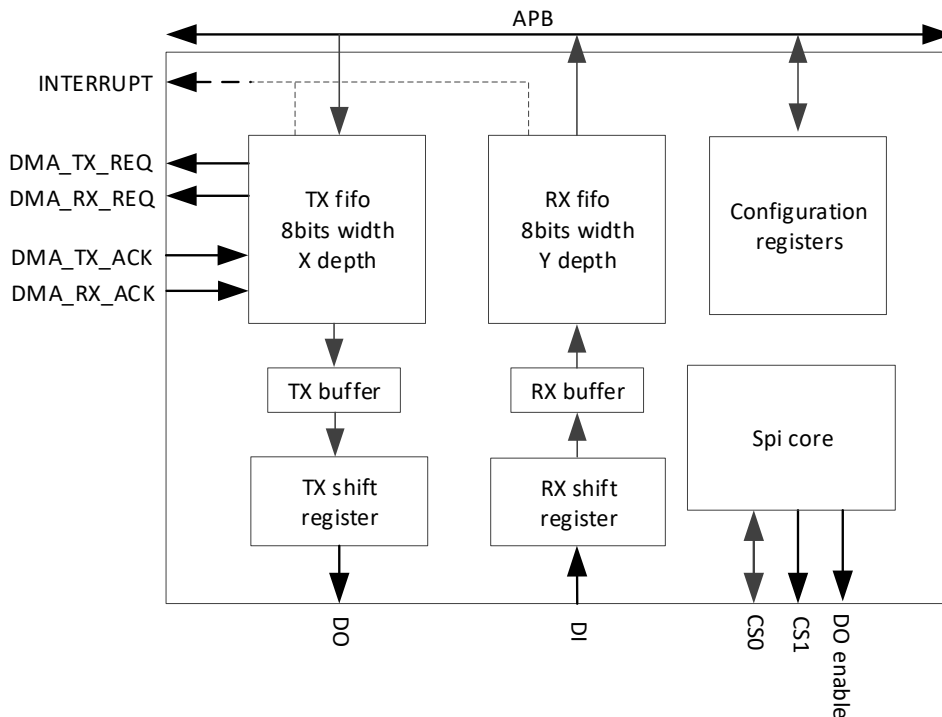 APB
INTERRUPT
DMA_TX_REQ
DMA_RX_REQ
DMA_TX_ACK
DMA_RX_ACK
TX fifo
8bits width
X depth
RX fifo
8bits width
Y depth
Configuration
registers
TX buffer
RX buffer
Spi core
TX shift
register
RX shift
register
DO
DI
CS0
CS1
DO enable